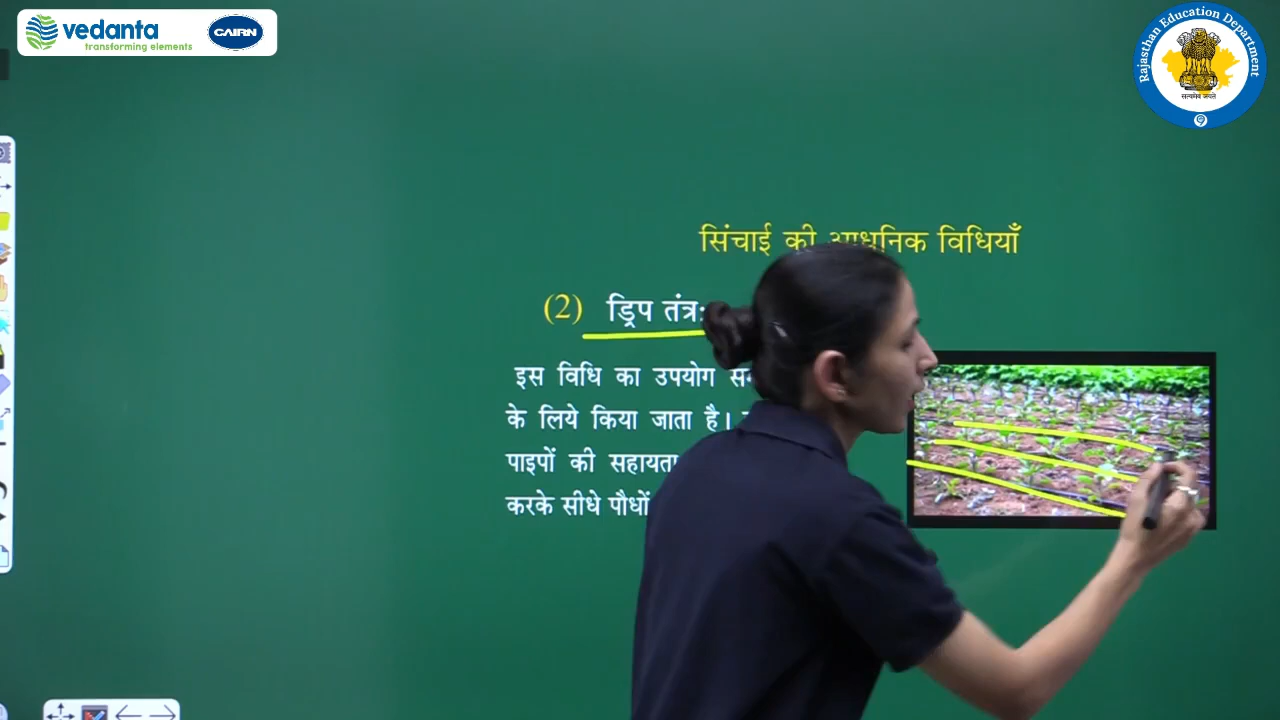 vedanta
transforming elements
CAIRN
Rajasthan Education Department
सत्यमेव जयते
सिंचाई की आधुनिक विधियाँ
(2) ड्रिप तंत्र:
इस विधि का उपयोग
के लिये किया जाता है।
पाइपों की सहायता
करके सीधे पौधों